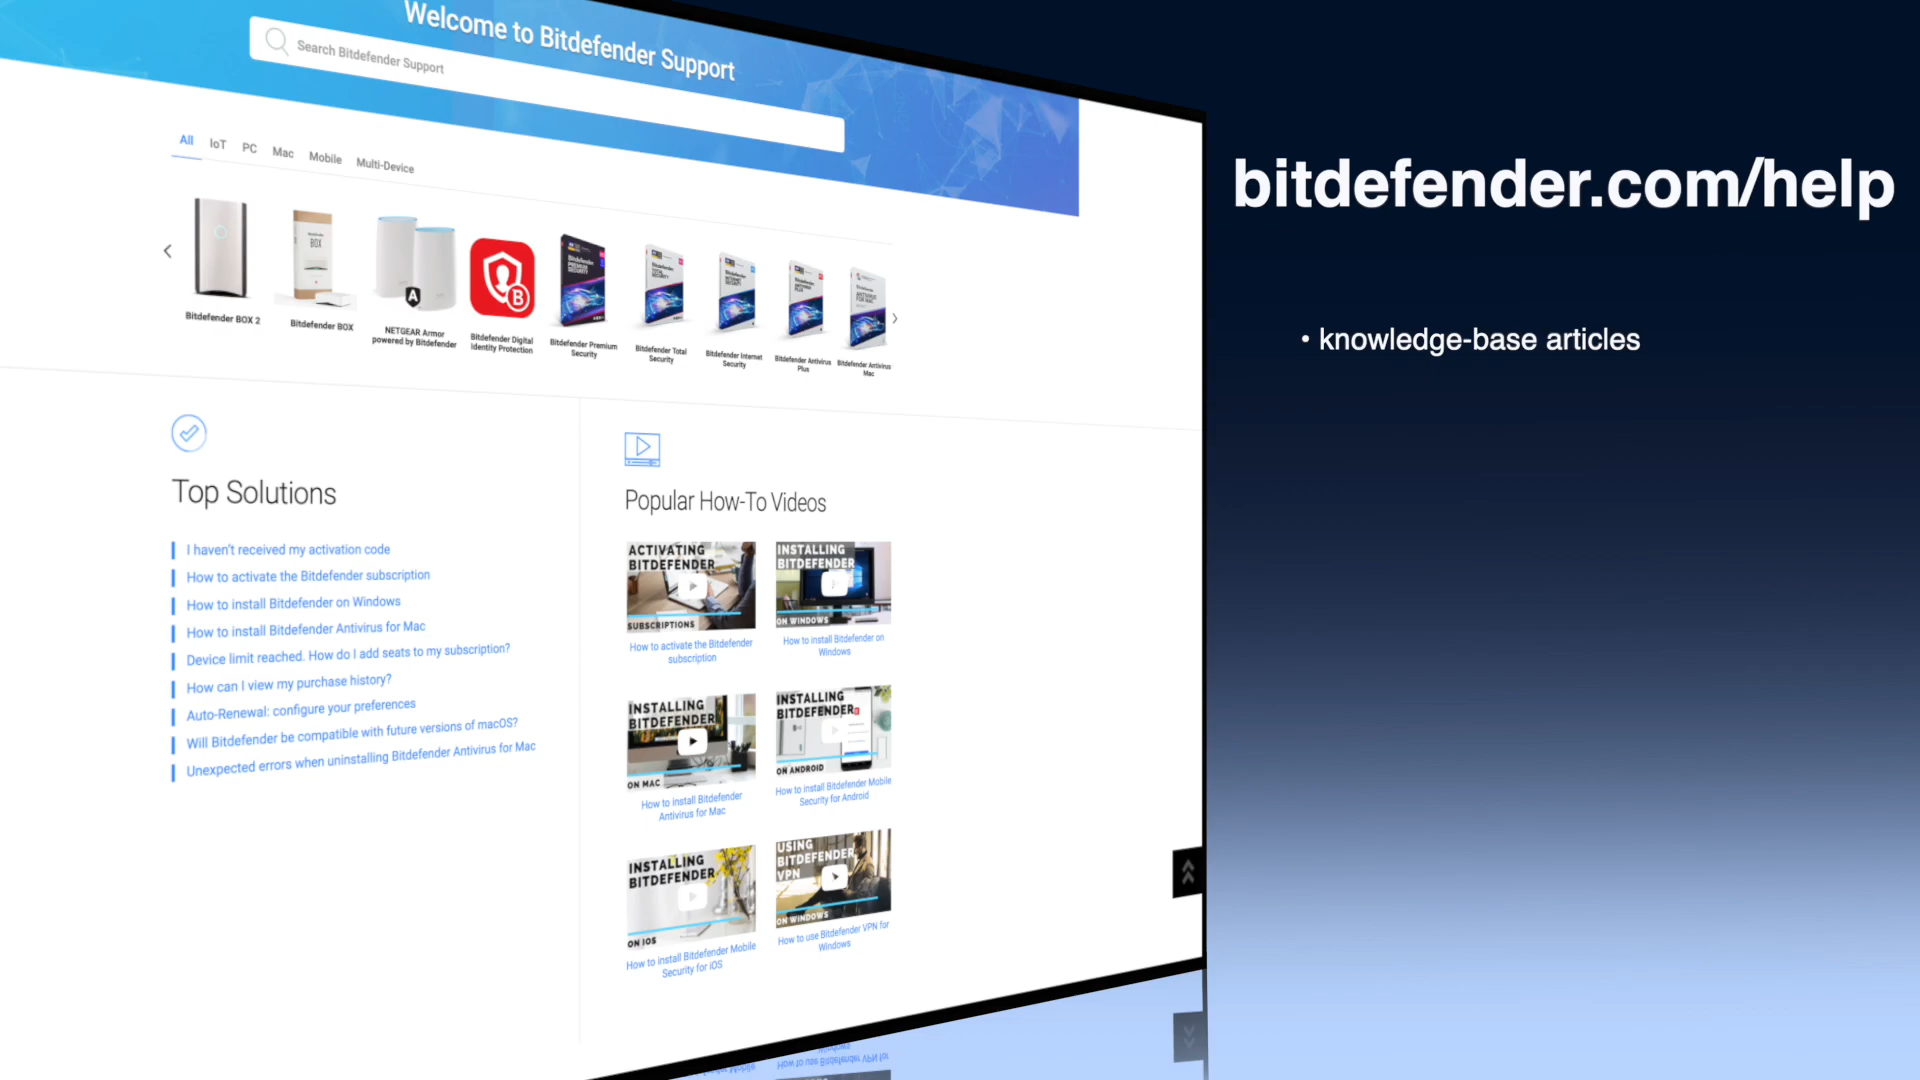 Welcome to Bitdefender Support
Search Bitdefender Support
All IoT PC Mac Mobile Multi-Device
Bitdefender BOX 2
Bitdefender BOX
NETGEAR Armor
powered by Bitdefender
Bitdefender Digital
Identity Protection
Bitdefender Premium
Security
Bitdefender Total
Security
Bitdefender Internet
Security
Bitdefender Antivirus
Plus
Bitdefender Antivirus
Mac
Top Solutions
I haven't received my activation code
How to activate the Bitdefender subscription
How to install Bitdefender on Windows
How to install Bitdefender Antivirus for Mac
Device limit reached. How do I add seats to my subscription?
How can I view my purchase history?
Auto-Renewal: configure your preferences
Will Bitdefender be compatible with future versions of macOS?
Unexpected errors when uninstalling Bitdefender Antivirus for Mac
Popular How-To Videos
ACTIVATING
BITDEFENDER
SUBSCRIPTIONS
How to activate the Bitdefender
subscription
INSTALLING
BITDEFENDER
ON WINDOWS
How to install Bitdefender on
Windows
INSTALLING
BITDEFENDER
ON MAC
How to install Bitdefender
Antivirus for Mac
INSTALLING
BITDEFENDER
ON ANDROID
How to install Bitdefender Mobile
Security for Android
INSTALLING
BITDEFENDER
ON IOS
How to install Bitdefender Mobile
Security for iOS
USING
BITDEFENDER
VPN
ON WINDOWS
How to use Bitdefender VPN for
Windows
bitdefender.com/help
• knowledge-base articles